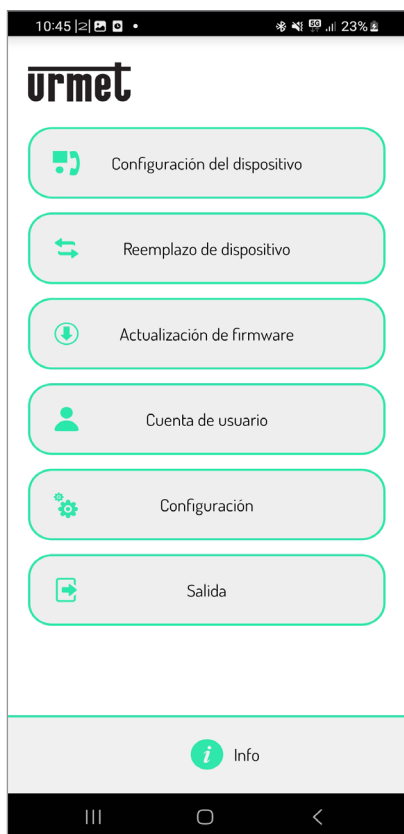 10:45
5G
23%
urmet
Configuración del dispositivo
Reemplazo de dispositivo
Actualización de firmware
Cuenta de usuario
Configuración
Salida
i Info